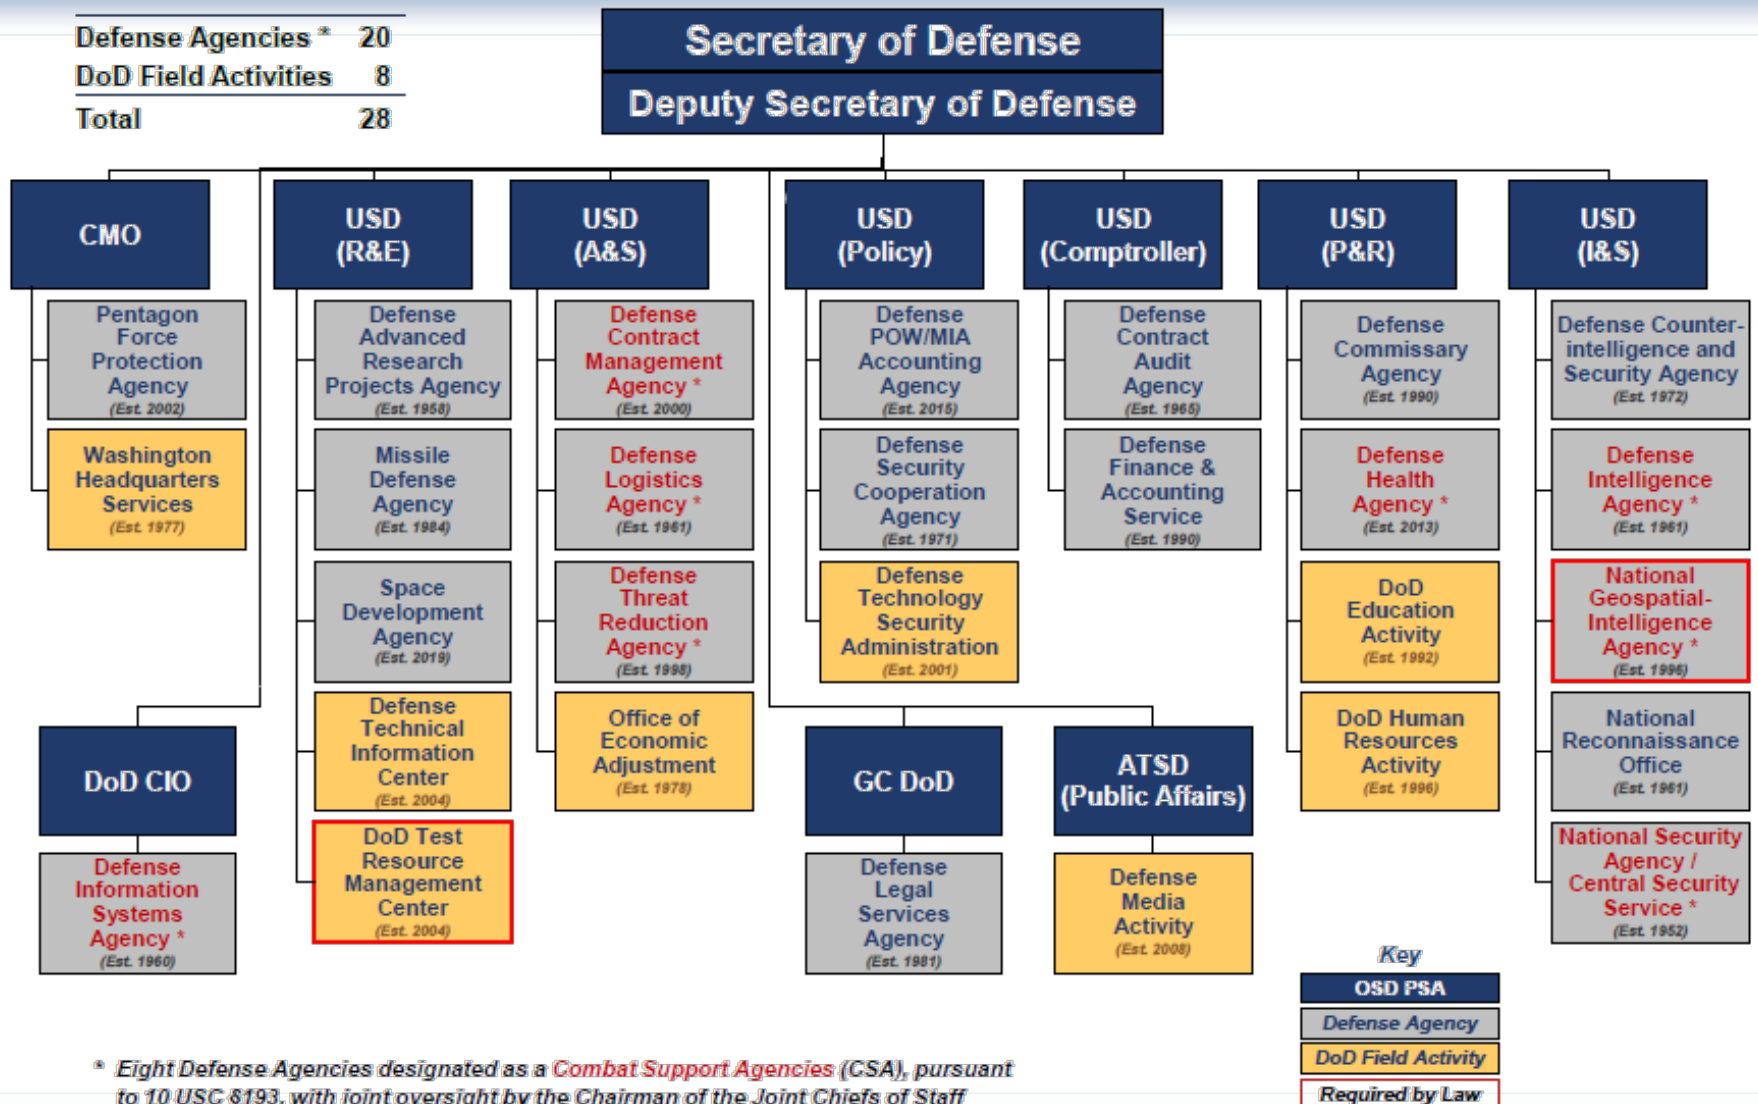 Defense Agencies * 20
DoD Field Activities 8
Total 28
Secretary of Defense
Deputy Secretary of Defense
CMO
Pentagon
Force
Protection
Agency
(Est. 2002)
Washington
Headquarters
Services
(Est. 1977)
USD
(R&E)
Defense
Advanced
Research
Projects Agency
(Est. 1958)
Missile
Defense
Agency
(Est. 1984)
Space
Development
Agency
(Est. 2019)
Defense
Technical
Information
Center
(Est. 2004)
DoD Test
Resource
Management
Center
(Est. 2004)
USD
(A&S)
Defense
Contract
Management
Agency *
(Est. 2000)
Defense
Logistics
Agency *
(Est. 1961)
Defense
Threat
Reduction
Agency *
(Est. 1998)
Office of
Economic
Adjustment
(Est. 1978)
USD
(Policy)
Defense
POW/MIA
Accounting
Agency
(Est. 2015)
Defense
Security
Cooperation
Agency
(Est. 1971)
Defense
Technology
Security
Administration
(Est. 2001)
USD
(Comptroller)
Defense
Contract
Audit
Agency
(Est. 1965)
Defense
Finance &
Accounting
Service
(Est. 1990)
USD
(P&R)
Defense
Commissary
Agency
(Est. 1990)
Defense
Health
Agency *
(Est. 2013)
DoD
Education
Activity
(Est. 1992)
DoD Human
Resources
Activity
(Est. 1996)
USD
(I&S)
Defense Counter-
intelligence and
Security Agency
(Est. 1972)
Defense
Intelligence
Agency *
(Est. 1961)
National
Geospatial-
Intelligence
Agency *
(Est. 1996)
National
Reconnaissance
Office
(Est. 1961)
National Security
Agency /
Central Security
Service *
(Est. 1952)
DoD CIO
Defense
Information
Systems
Agency *
(Est. 1960)
GC DoD
Defense
Legal
Services
Agency
(Est. 1981)
ATSD
(Public Affairs)
Defense
Media
Activity
(Est. 2008)
Key
OSD PSA
Defense Agency
DoD Field Activity
Required by Law
* Eight Defense Agencies designated as a Combat Support Agencies (CSA), pursuant
to 10 USC §193, with joint oversight by the Chairman of the Joint Chiefs of Staff